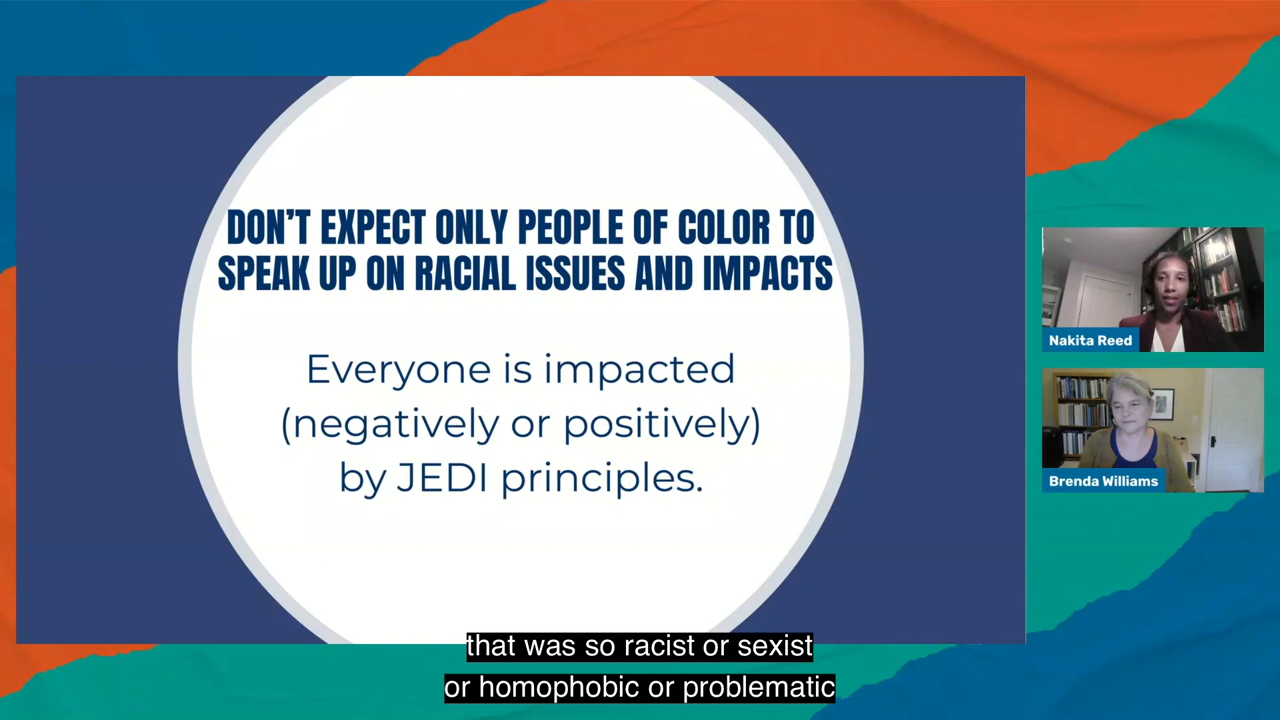 DON'T EXPECT ONLY PEOPLE OF COLOR TO
SPEAK UP ON RACIAL ISSUES AND IMPACTS
Everyone is impacted
(negatively or positively)
by JEDI principles.
Nakita Reed
Brenda Williams
that was so racist or sexist
or homophobic or problematic